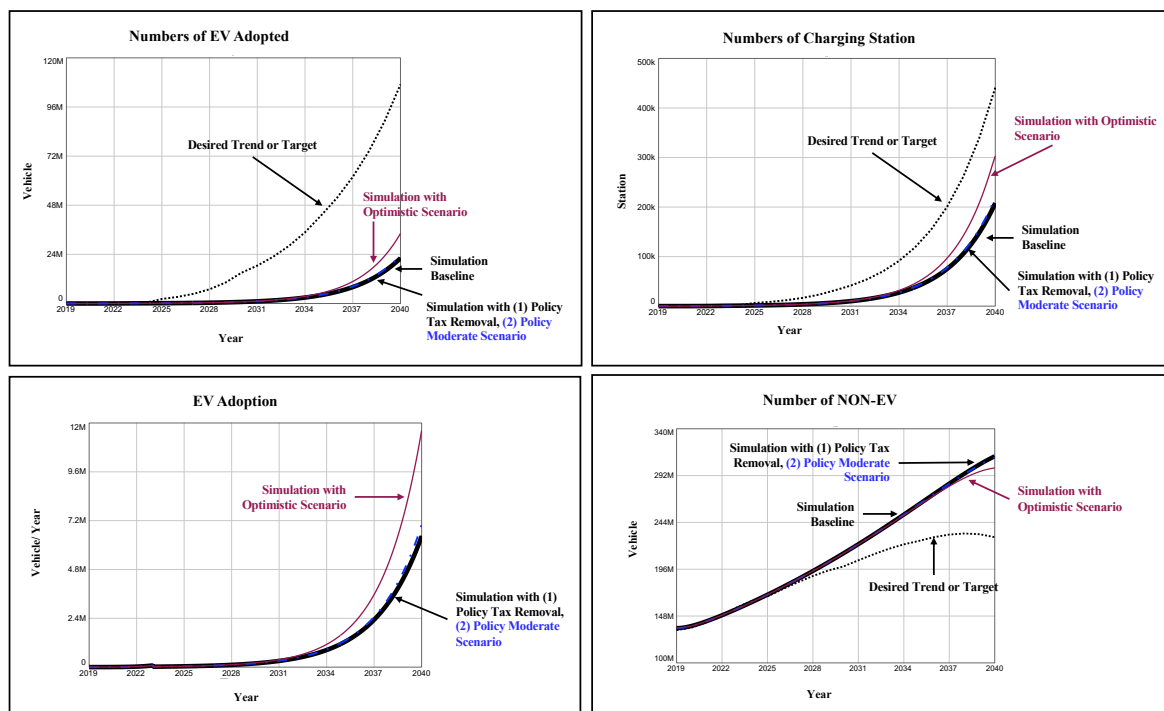 Numbers of EV Adopted
120M
96M
72M
48M
24M
0
Vehicle
Desired Trend or Target
Simulation with
Optimistic Scenario
Simulation
Baseline
Simulation with (1) Policy
Tax Removal, (2) Policy
Moderate Scenario
2019 2022 2025 2028 2031 2034 2037 2040
Year
Numbers of Charging Station
500k
400k
300k
200k
100k
0
Station
Desired Trend or Target
Simulation with Optimistic
Scenario
Simulation
Baseline
Simulation with (1) Policy
Tax Removal, (2) Policy
Moderate Scenario
2019 2022 2025 2028 2031 2034 2037 2040
Year
EV Adoption
12M
9.6M
7.2M
4.8M
2.4M
0
Vehicle/ Year
Simulation with
Optimistic Scenario
Simulation with (1)
Policy Tax Removal,
(2) Policy Moderate
Scenario
2019 2022 2025 2028 2031 2034 2037 2040
Year
Number of NON-EV
340M
292M
244M
196M
148M
100M
Vehicle
Simulation with (1) Policy Tax
Removal, (2) Policy Moderate
Scenario
Simulation
Baseline
Simulation with
Optimistic Scenario
Desired Trend or Target
2019 2022 2025 2028 2031 2034 2037 2040
Year